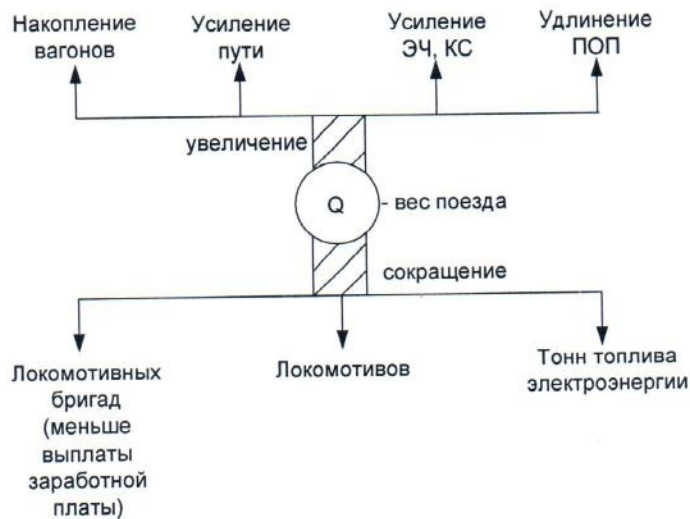 Накопление
вагонов
Усиление
пути
Усиление
ЭЧ, КС
Удлинение
ПОП
увеличение
Q
- вес поезда
сокращение
Локомотивных
бригад
(меньше
выплаты
заработной
платы)
Локомотивов
Тонн топлива
электроэнергии